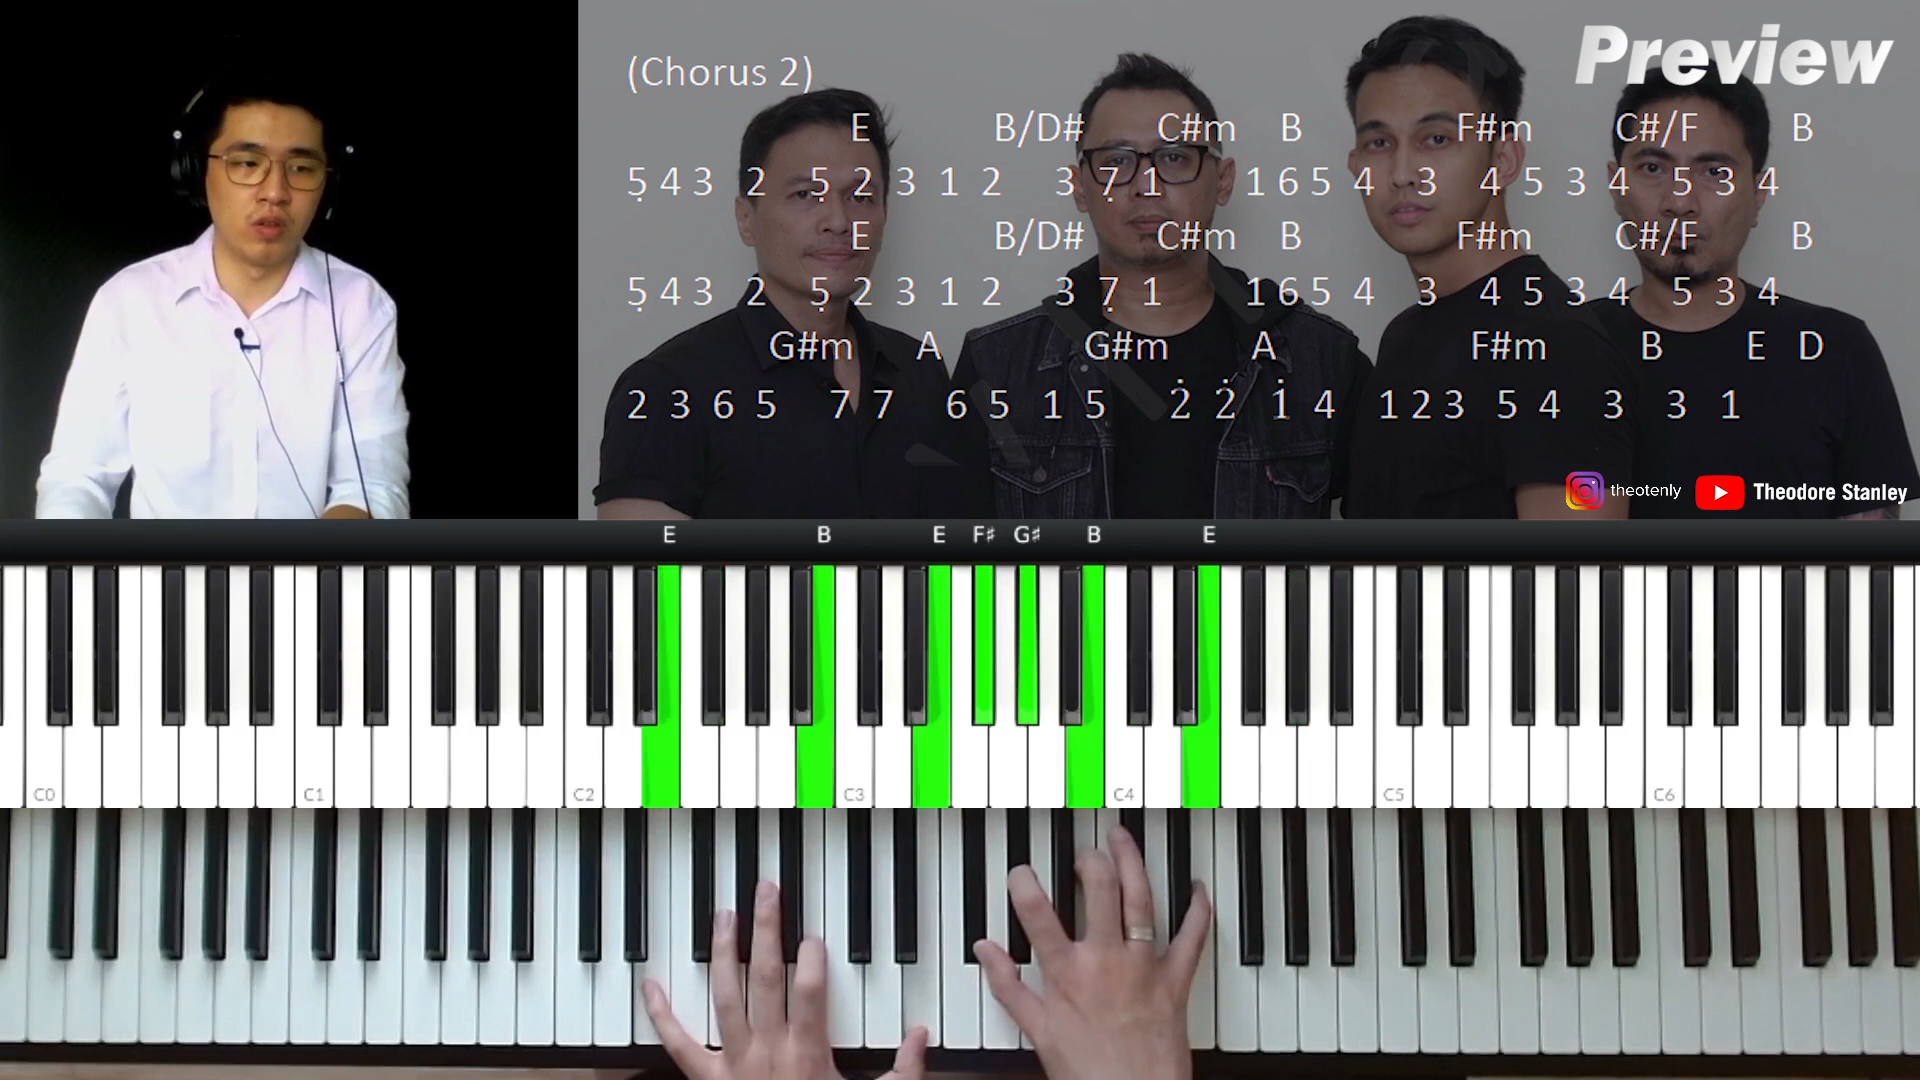 Preview
(Chorus 2)
E B/D# C#m B F#m C#/F B
5̣ 4 3 2 5̣ 2 3 1 2 3 7̣ 1 1 6 5 4 3 4 5 3 4 5 3 4
E B/D# C#m B F#m C#/F B
5̣ 4 3 2 5̣ 2 3 1 2 3 7̣ 1 1 6 5 4 3 4 5 3 4 5 3 4
G#m A G#m A F#m B E D
2 3 6 5 7 7 6 5 1 5 2̇ 2̇ 1̇ 4 1 2 3 5 4 3 3 1
theotenly Theodore Stanley
E B E F♯ G♯ B E
C0 C1 C2 C3 C4 C5 C6